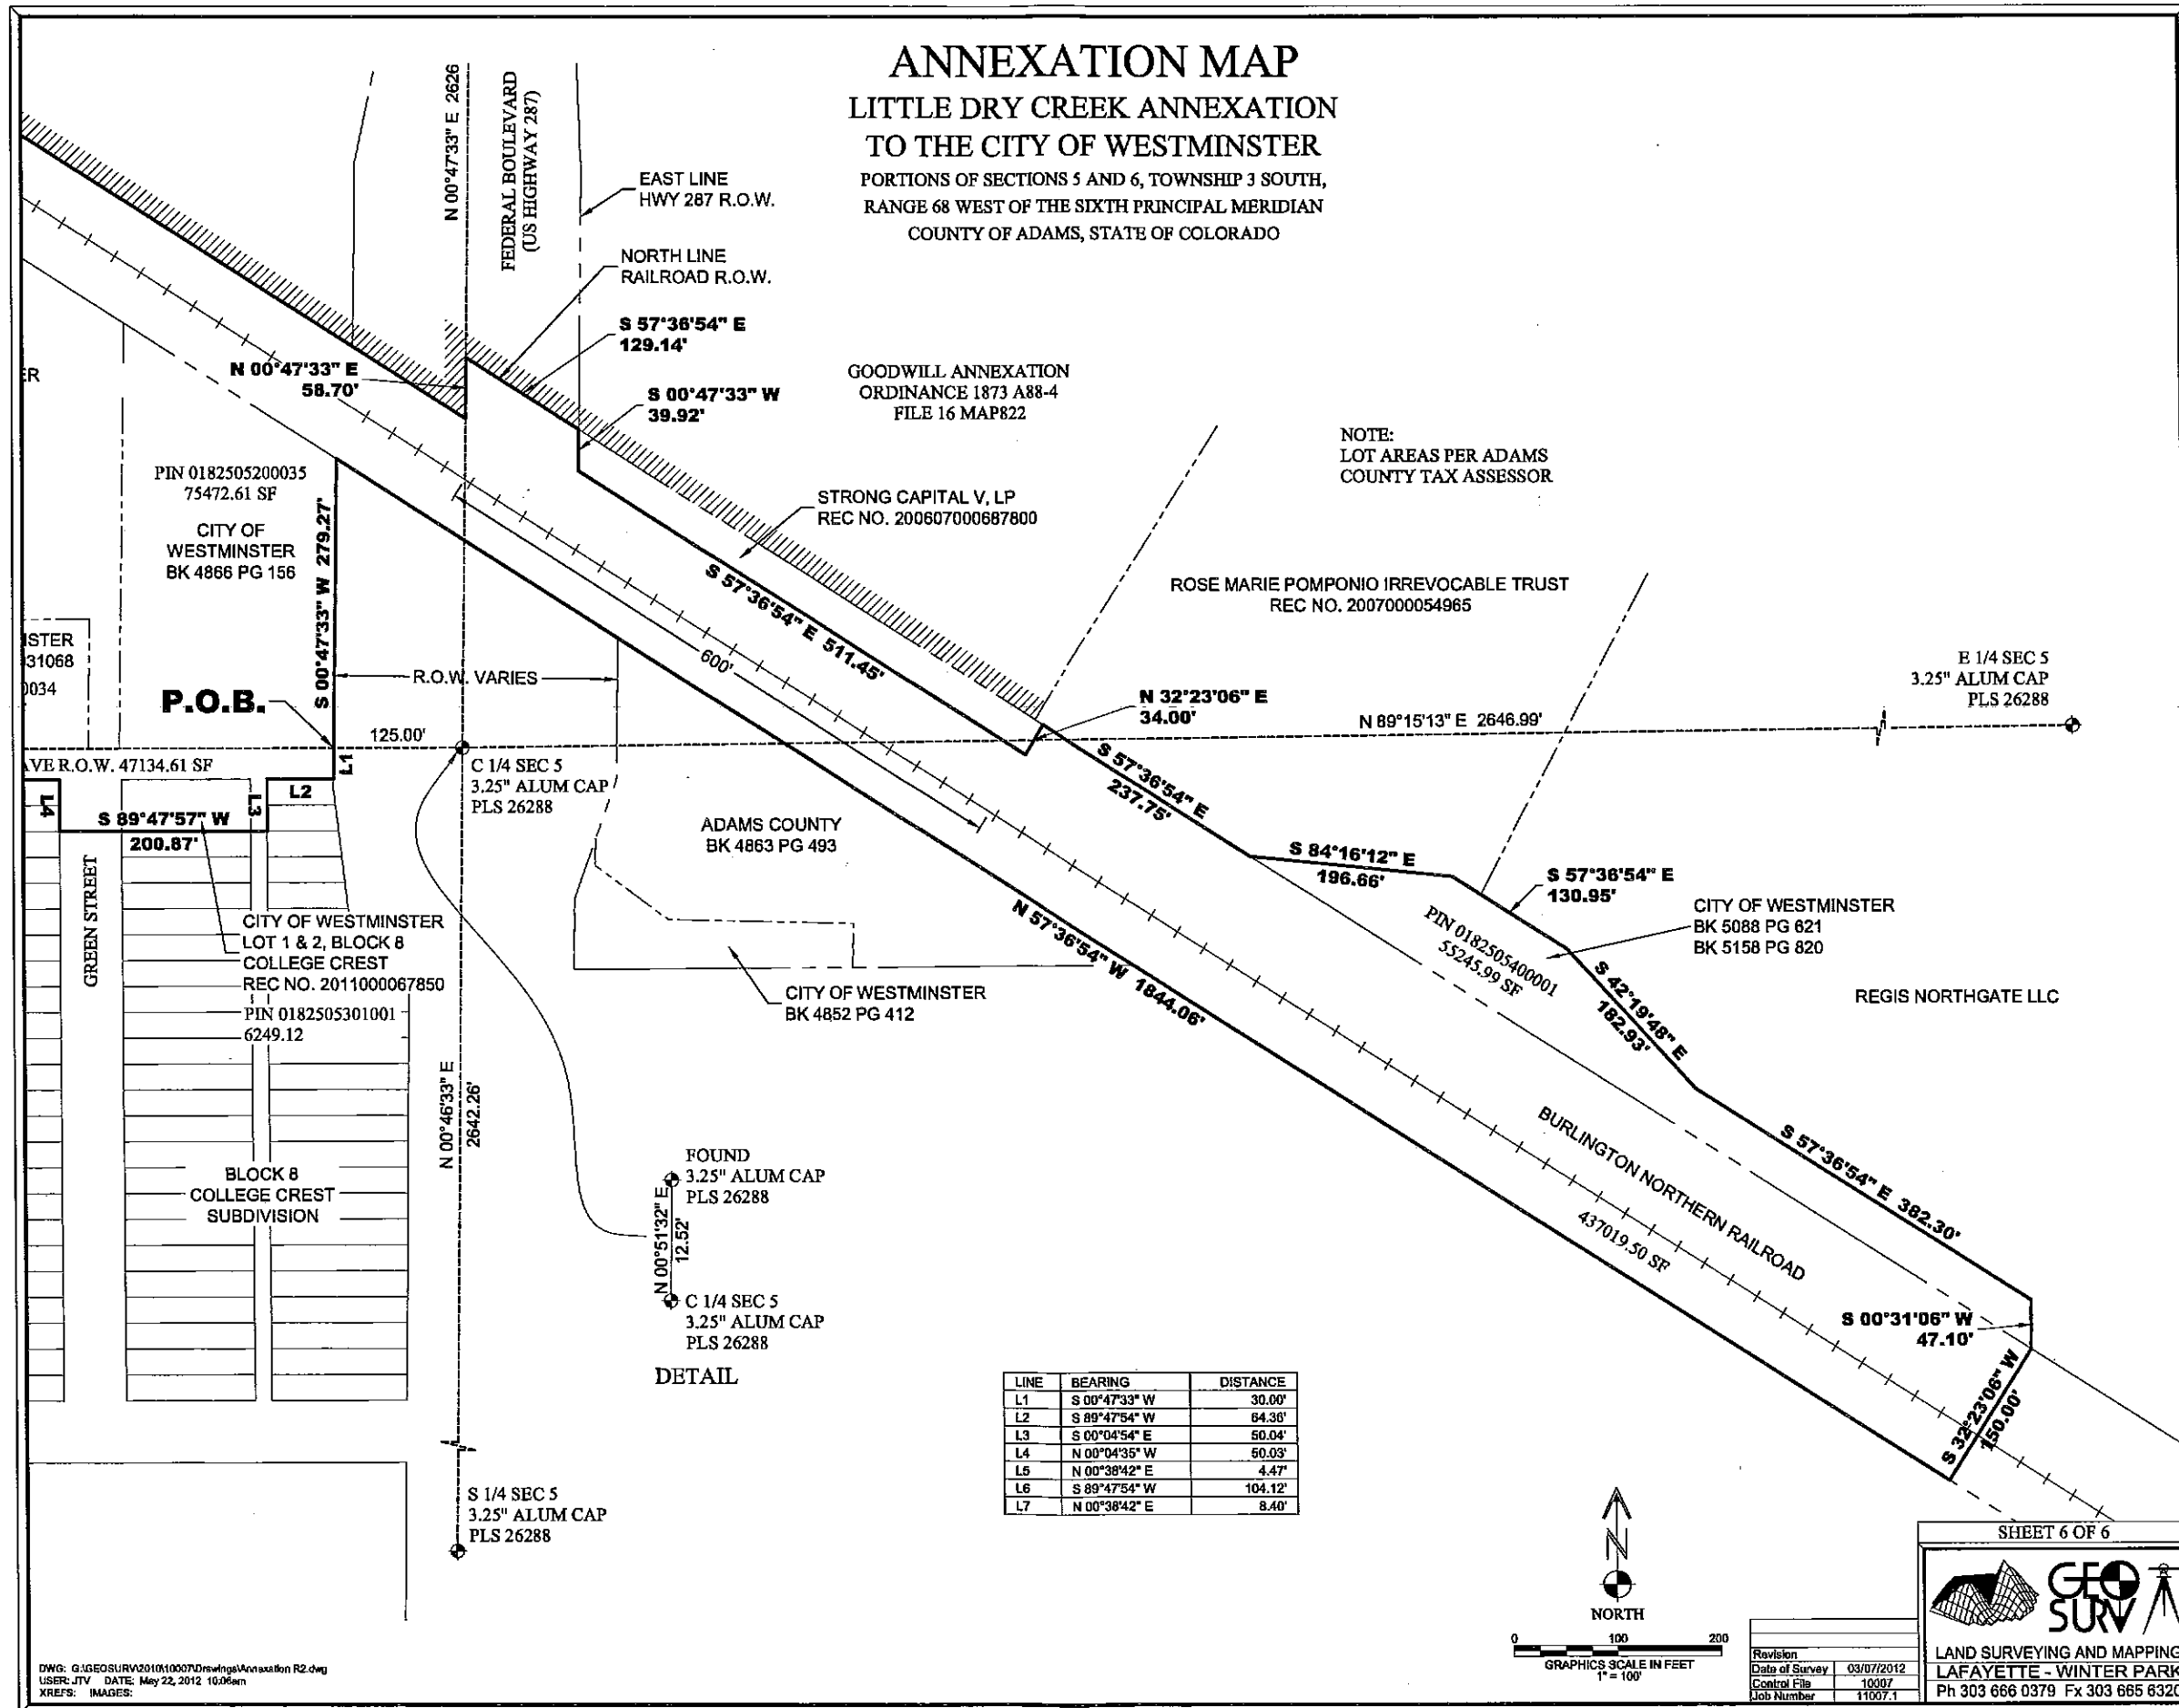 ANNEXATION MAP
LITTLE DRY CREEK ANNEXATION
TO THE CITY OF WESTMINSTER
PORTIONS OF SECTIONS 5 AND 6, TOWNSHIP 3 SOUTH,
RANGE 68 WEST OF THE SIXTH PRINCIPAL MERIDIAN
COUNTY OF ADAMS, STATE OF COLORADO
N 00°47'33" E 2626
FEDERAL BOULEVARD
(US HIGHWAY 287)
EAST LINE
HWY 287 R.O.W.
NORTH LINE
RAILROAD R.O.W.
S 57°36'54" E
129.14'
N 00°47'33" E
58.70'
S 00°47'33" W
39.92'
GOODWILL ANNEXATION
ORDINANCE 1873 A88-4
FILE 16 MAP822
NOTE:
LOT AREAS PER ADAMS
COUNTY TAX ASSESSOR
ER
PIN 0182505200035
75472.61 SF
CITY OF
WESTMINSTER
BK 4866 PG 156
S 00°47'33" W 279.27'
STRONG CAPITAL V, LP
REC NO. 200607000687800
S 57°36'54" E 511.45'
600'
ROSE MARIE POMPONIO IRREVOCABLE TRUST
REC NO. 2007000054965
ISTER
31068
0034
R.O.W. VARIES
P.O.B.
125.00'
N 32°23'06" E
34.00'
N 89°15'13" E 2646.99'
E 1/4 SEC 5
3.25" ALUM CAP
PLS 26288
AVE R.O.W. 47134.61 SF
L1
L2
L3
L4
S 89°47'57" W
200.87'
C 1/4 SEC 5
3.25" ALUM CAP
PLS 26288
S 57°36'54" E
237.75'
ADAMS COUNTY
BK 4863 PG 493
S 84°16'12" E
196.66'
S 57°36'54" E
130.95'
CITY OF WESTMINSTER
BK 5088 PG 621
BK 5158 PG 820
PIN 0182505400001
55245.99 SF
GREEN STREET
CITY OF WESTMINSTER
LOT 1 & 2, BLOCK 8
COLLEGE CREST
REC NO. 2011000067850
PIN 0182505301001
6249.12
N 57°36'54" W 1844.06'
CITY OF WESTMINSTER
BK 4852 PG 412
S 42°19'48" E
182.93'
REGIS NORTHGATE LLC
N 00°46'33" E
2642.26'
BURLINGTON NORTHERN RAILROAD
437019.50 SF
S 57°36'54" E 382.30'
BLOCK 8
COLLEGE CREST
SUBDIVISION
FOUND
3.25" ALUM CAP
PLS 26288
N 00°51'32" E
12.52'
C 1/4 SEC 5
3.25" ALUM CAP
PLS 26288
DETAIL
S 00°31'06" W
47.10'
S 32°23'06" W
150.00'
LINE BEARING DISTANCE
L1 S 00°47'33" W 30.00'
L2 S 89°47'54" W 64.36'
L3 S 00°04'54" E 50.04'
L4 N 00°04'35" W 50.03'
L5 N 00°38'42" E 4.47'
L6 S 89°47'54" W 104.12'
L7 N 00°38'42" E 8.40'
S 1/4 SEC 5
3.25" ALUM CAP
PLS 26288
N
NORTH
0 100 200
GRAPHICS SCALE IN FEET
1" = 100'
SHEET 6 OF 6
GEO
SURV
LAND SURVEYING AND MAPPING
LAFAYETTE - WINTER PARK
Ph 303 666 0379 Fx 303 665 6320
Revision
Date of Survey 03/07/2012
Control File 10007
Job Number 11007.1
DWG: G:\GEOSURV\2010\10007\Drawings\Annexation R2.dwg
USER: JTV DATE: May 22, 2012 10:06am
XREFS: IMAGES: